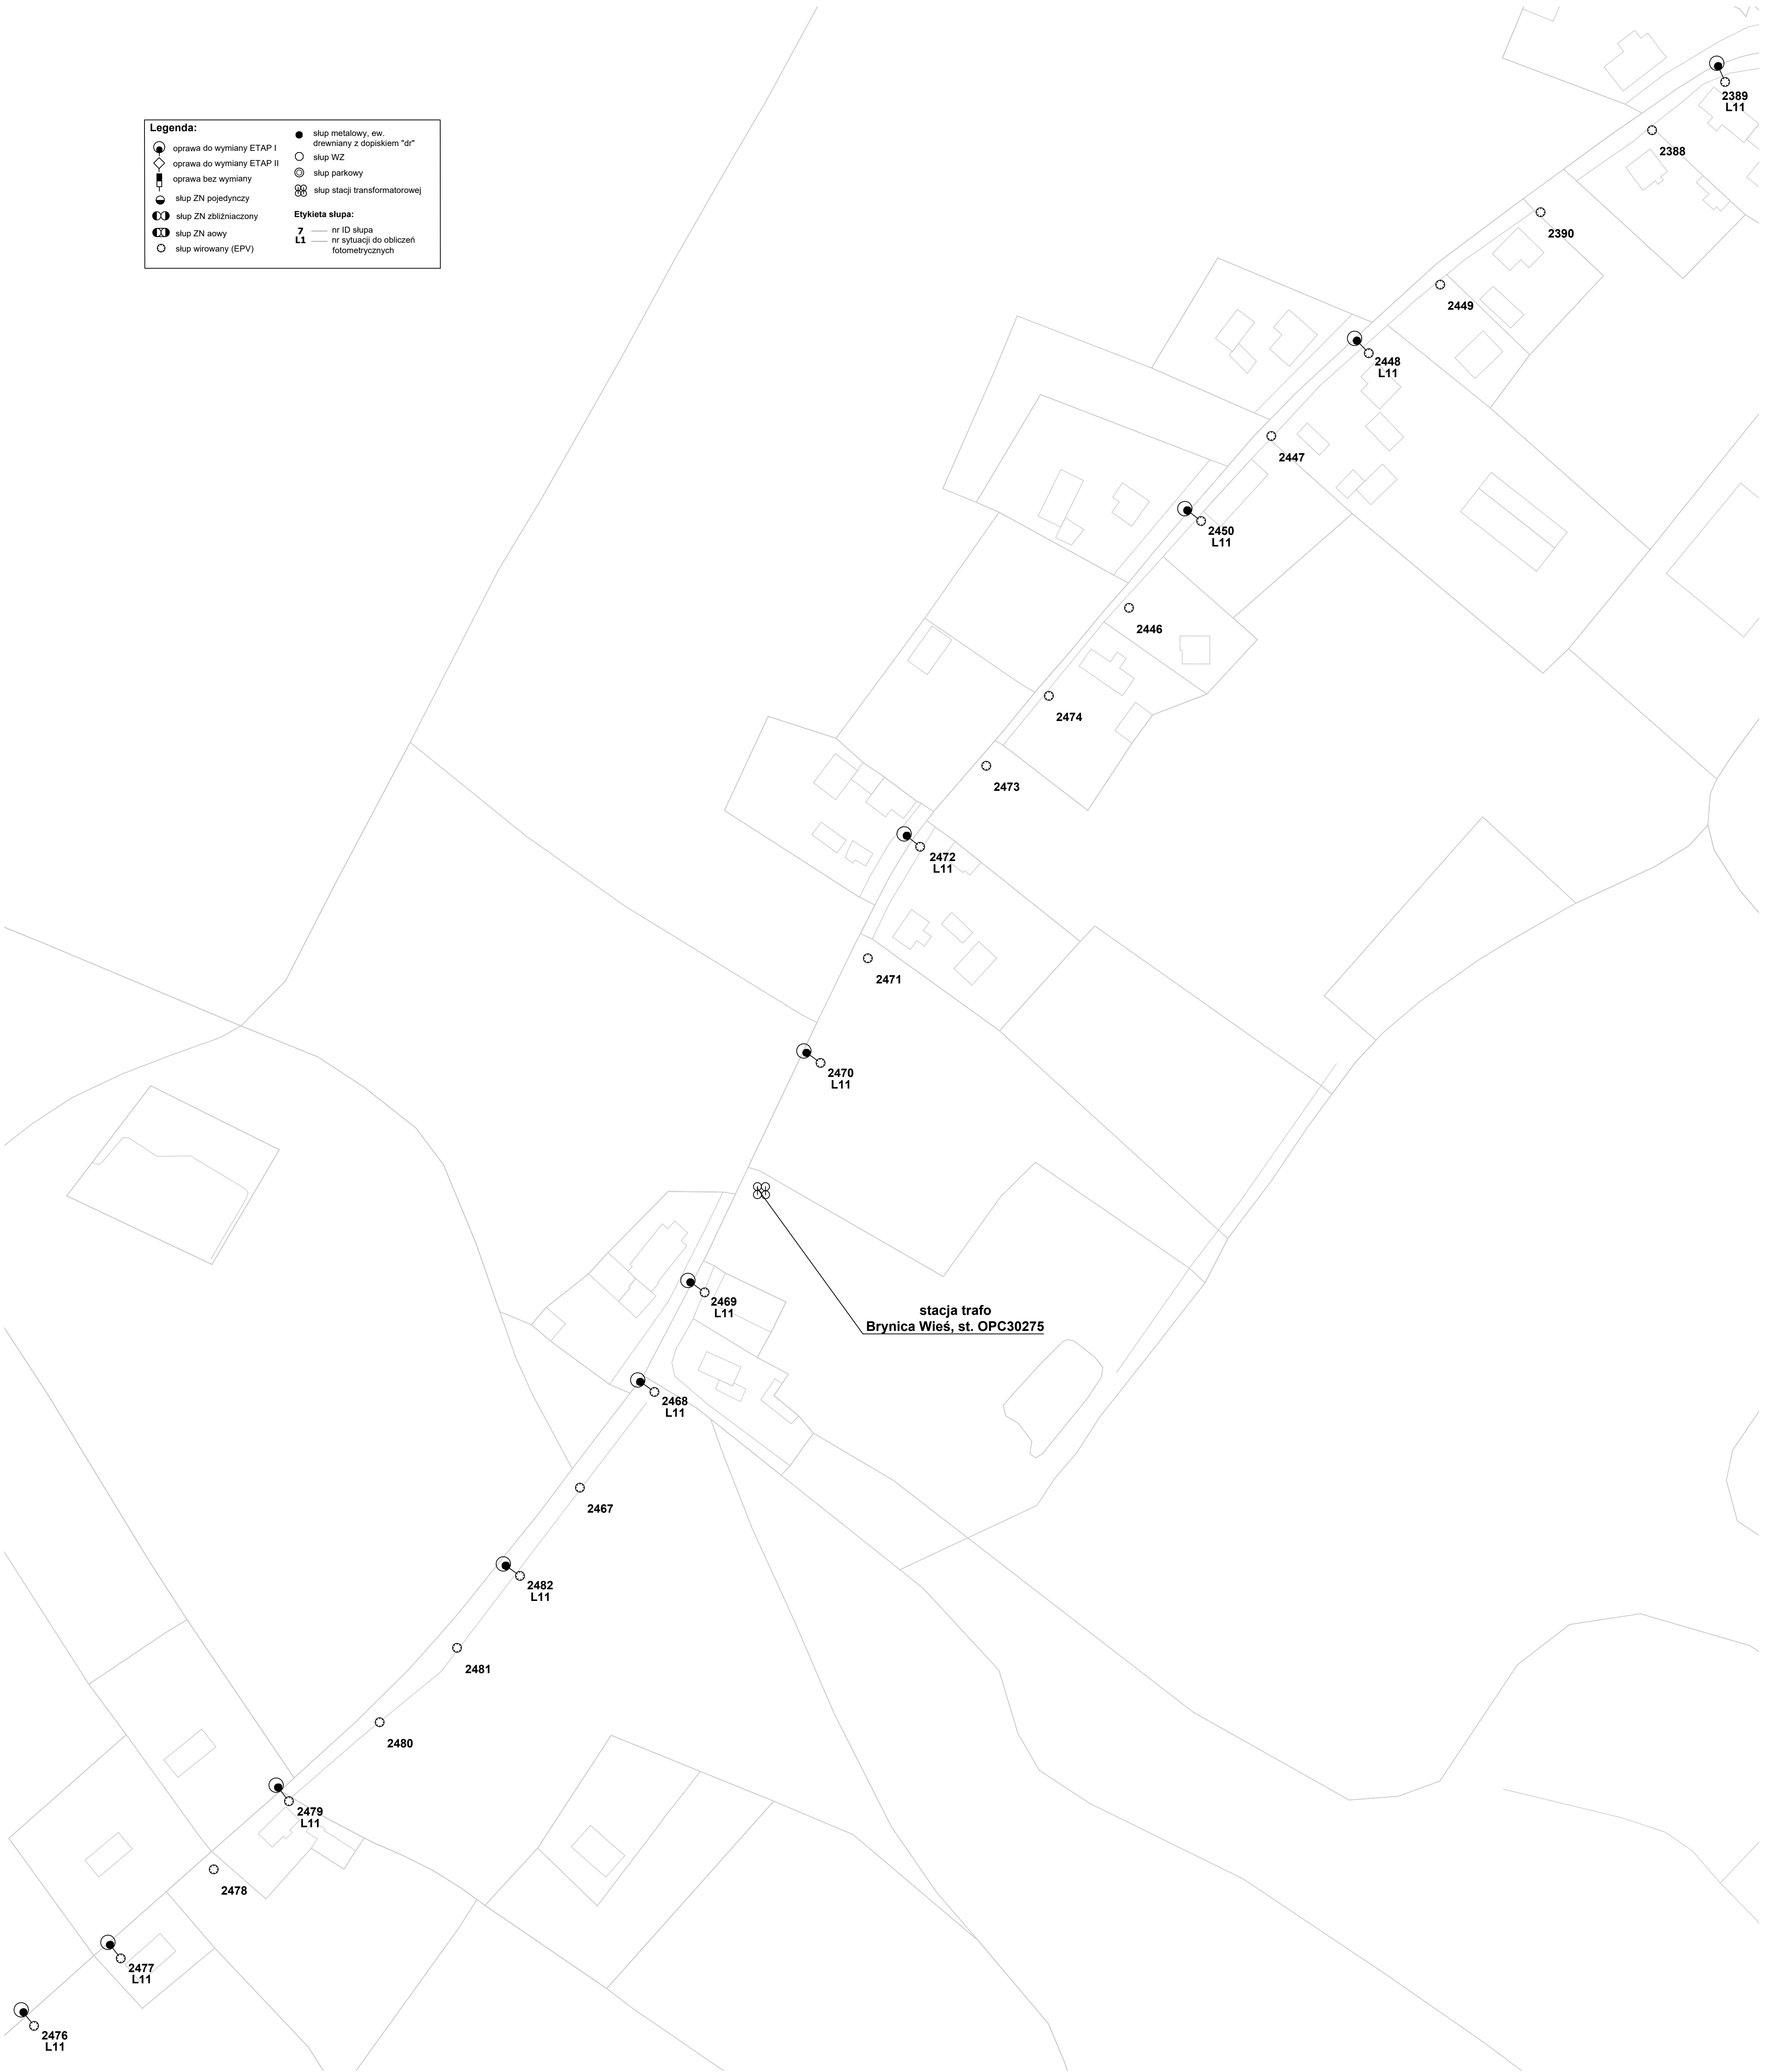 Legenda:
oprawa do wymiany ETAP I
oprawa do wymiany ETAP II
oprawa bez wymiany
słup ZN pojedynczy
słup ZN zbliźniaczony
słup ZN aowy
słup wirowany (EPV)
słup metalowy, ew.
drewniany z dopiskiem "dr"
słup WZ
słup parkowy
słup stacji transformatorowej
Etykieta słupa:
7 nr ID słupa
L1 nr sytuacji do obliczeń
fotometrycznych
2389
L11
2388
2390
2449
2448
L11
2447
2450
L11
2446
2474
2473
2472
L11
2471
2470
L11
2469
L11
stacja trafo
Brynica Wieś, st. OPC30275
2468
L11
2467
2482
L11
2481
2480
2479
L11
2478
2477
L11
2476
L11